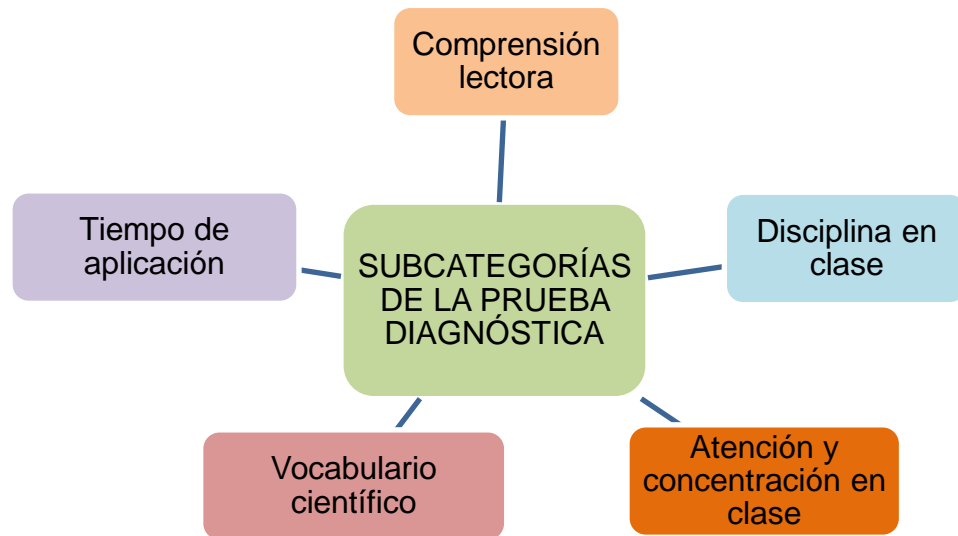 Comprensión
lectora
Tiempo de
aplicación
SUBCATEGORÍAS
DE LA PRUEBA
DIAGNÓSTICA
Disciplina en
clase
Vocabulario
científico
Atención y
concentración en
clase